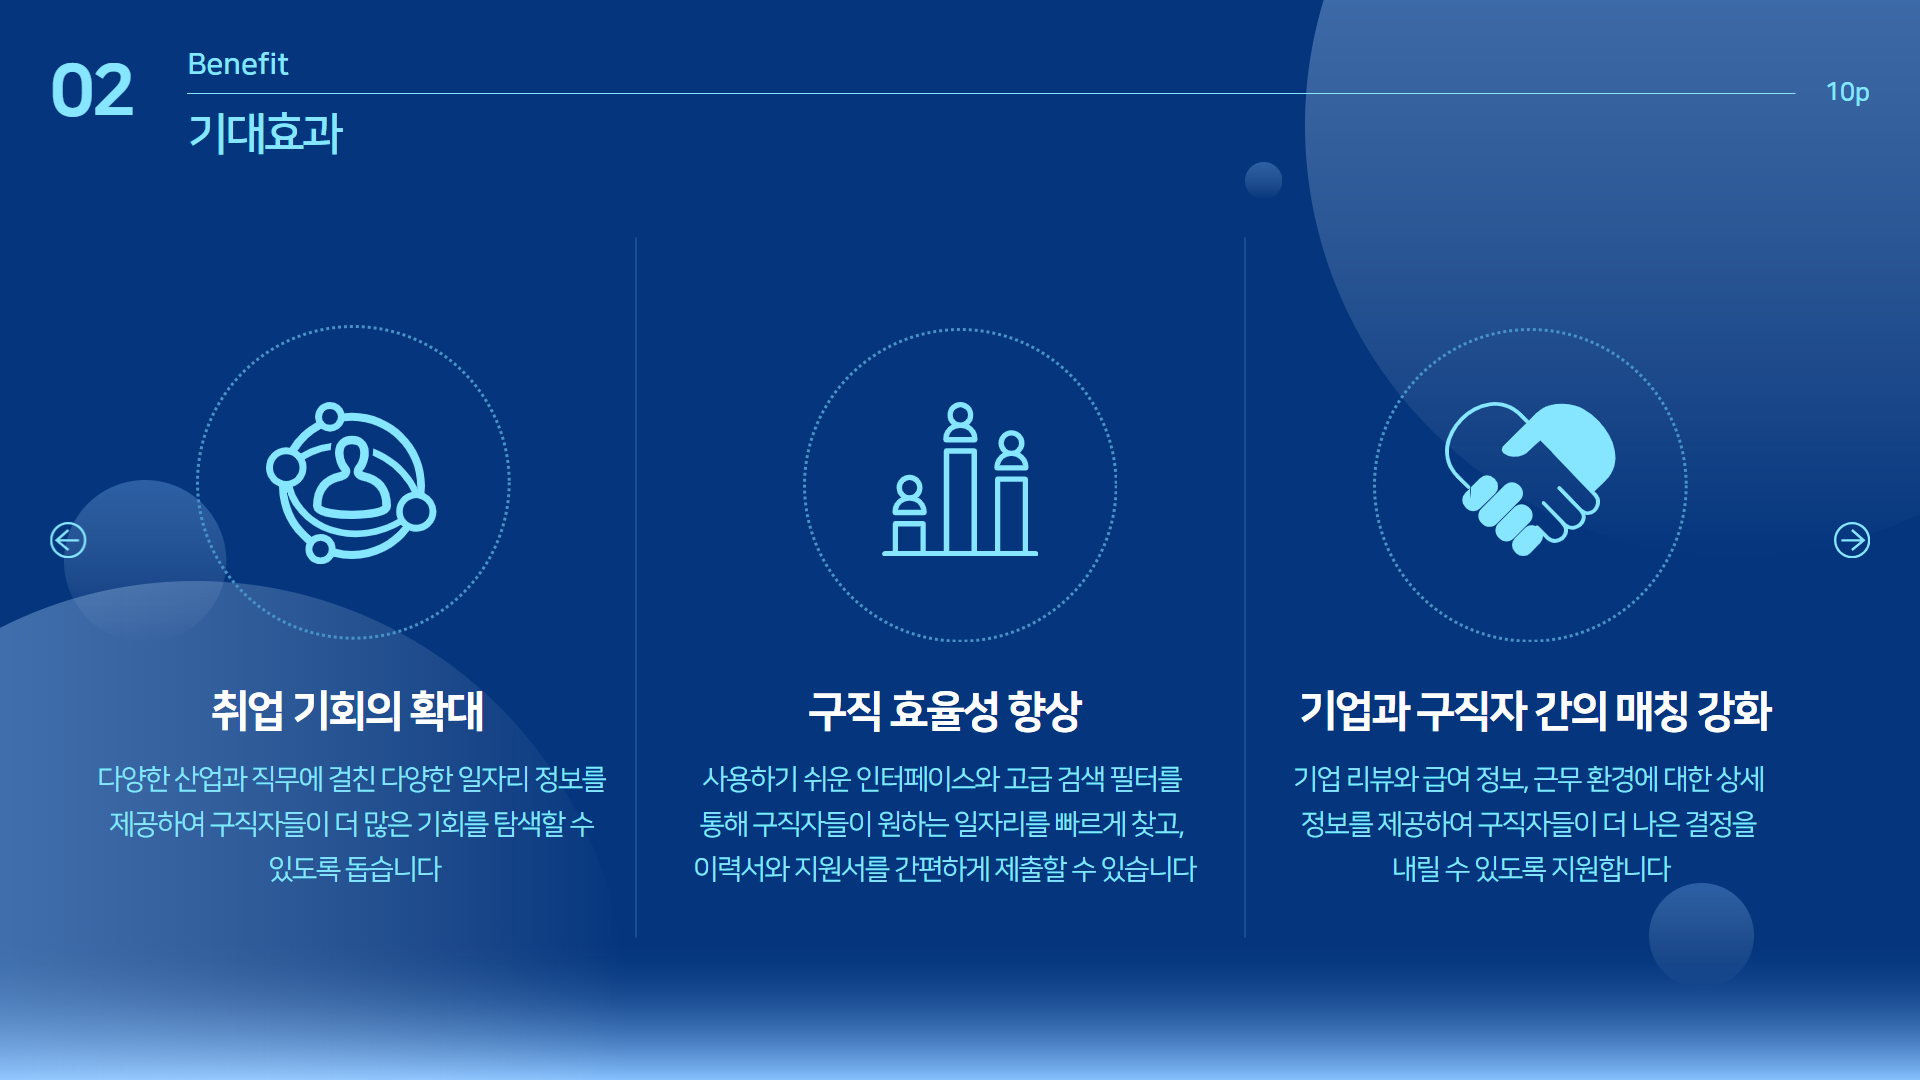 02
Benefit
기대효과
10p
취업 기회의 확대
다양한 산업과 직무에 걸친 다양한 일자리 정보를
제공하여 구직자들이 더 많은 기회를 탐색할 수
있도록 돕습니다
구직 효율성 향상
사용하기 쉬운 인터페이스와 고급 검색 필터를
통해 구직자들이 원하는 일자리를 빠르게 찾고,
이력서와 지원서를 간편하게 제출할 수 있습니다
기업과 구직자 간의 매칭 강화
기업 리뷰와 급여 정보, 근무 환경에 대한 상세
정보를 제공하여 구직자들이 더 나은 결정을
내릴 수 있도록 지원합니다